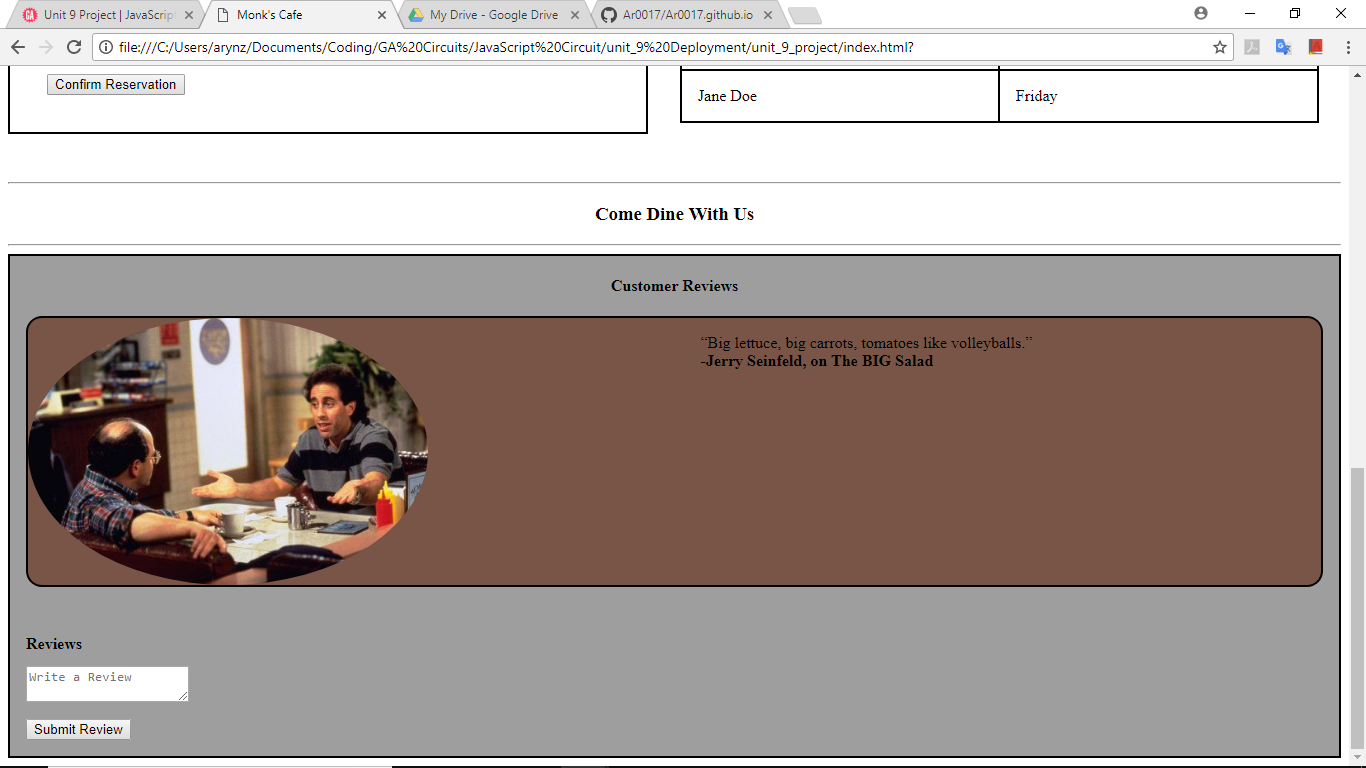 Unit 9 Project | JavaScript
Monk's Cafe
My Drive - Google Drive
Ar0017/Ar0017.github.io
file:///C:/Users/arynz/Documents/Coding/GA%20Circuits/JavaScript%20Circuit/unit_9%20Deployment/unit_9_project/index.html?
Confirm Reservation
Jane Doe
Friday
Come Dine With Us
Customer Reviews
“Big lettuce, big carrots, tomatoes like volleyballs.”
-Jerry Seinfeld, on The BIG Salad
Reviews
Write a Review
Submit Review